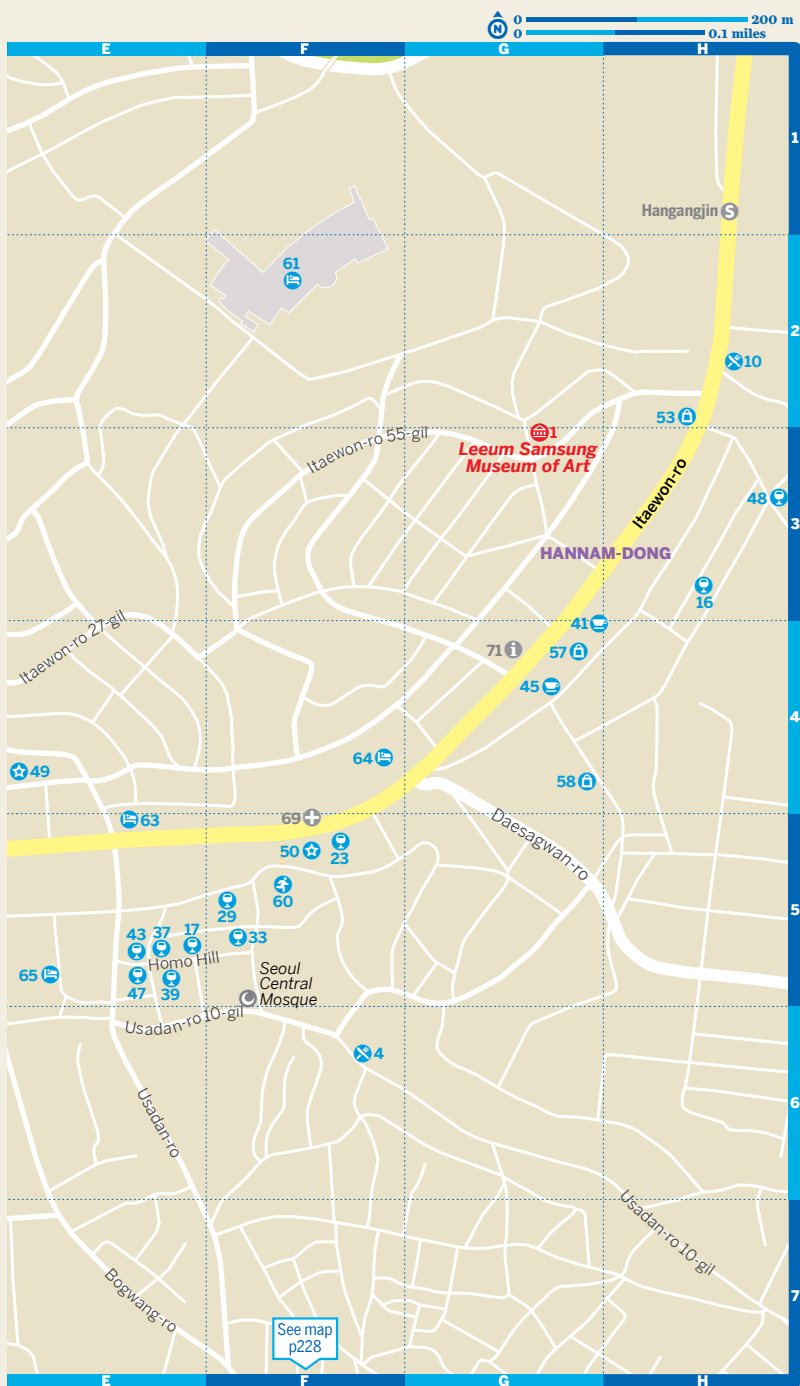 N
0 200 m
0 0.1 miles
E F G H
1
Hangangjin S
61
2
10
53
1
Leeum Samsung
Museum of Art
Itaewon-ro 55-gil
Itaewon-ro
48
3
HANNAM-DONG
16
41
Itaewon-ro 27-gil
71 i
57
45
4
64
49
58
63
69
Daesagwan-ro
50
23
60
29
5
43 37 17
33
Homo Hill
65
47 39
Seoul
Central
Mosque
Usadan-ro 10-gil
4
6
Usadan-ro
Usadan-ro 10-gil
Bogwang-ro
7
See map
p228
E F G H